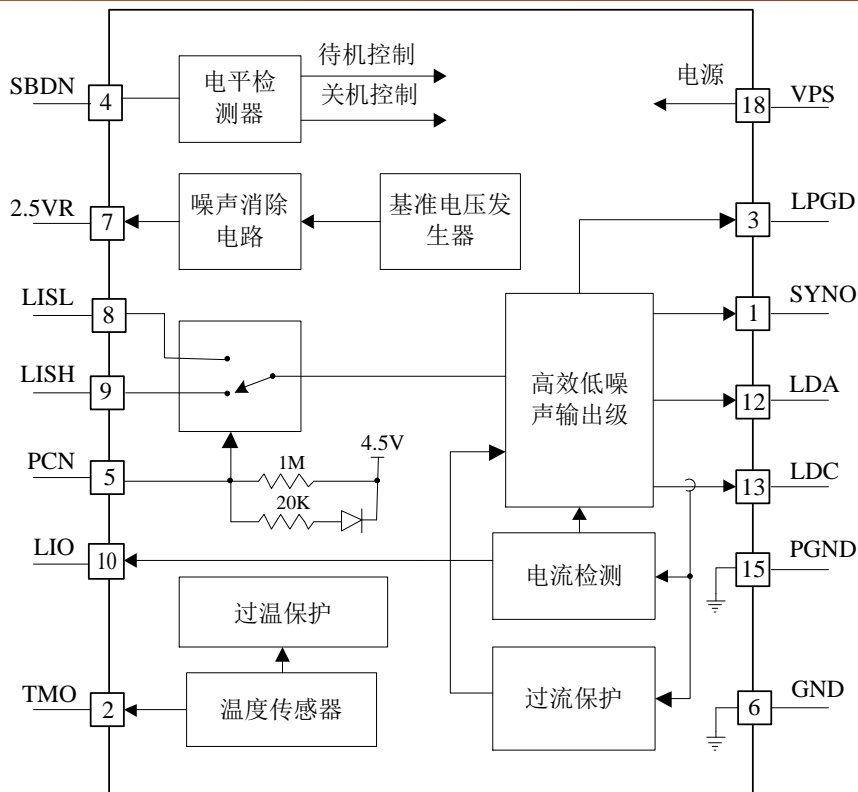 SBDN
4
电平检
测器
待机控制
关机控制
电源
18
VPS
2.5VR
7
噪声消除
电路
基准电压发
生器
3
LPGD
LISL
8
1
SYNO
LISH
9
高效低噪
声输出级
12
LDA
PCN
5
1M
20K
4.5V
13
LDC
LIO
10
电流检测
15
PGND
过温保护
TMO
2
温度传感器
过流保护
6
GND